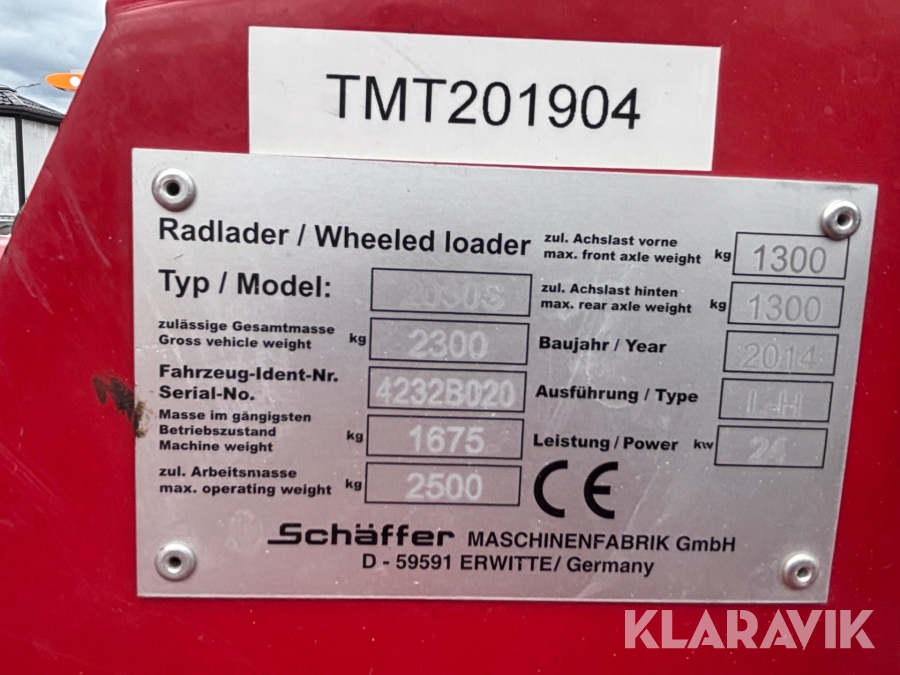 KLARAVIK
TMT201904
Radlader / Wheeled loader
Typ / Model: 2030S
zulässige Gesamtmasse
Gross vehicle weight kg 2300
Fahrzeug-Ident-Nr.
Serial-No. 4232B020
Masse im gängigsten
Betriebszustand
Machine weight kg 1675
zul. Arbeitsmasse
max. operating weight kg 2500
zul. Achslast vorne
max. front axle weight kg 1300
zul. Achslast hinten
max. rear axle weight kg 1300
Baujahr / Year 2014
Ausführung / Type L-H
Leistung / Power kW 24
CE
Schäffer MASCHINENFABRIK GmbH
D - 59591 ERWITTE / Germany
KLARAVIK